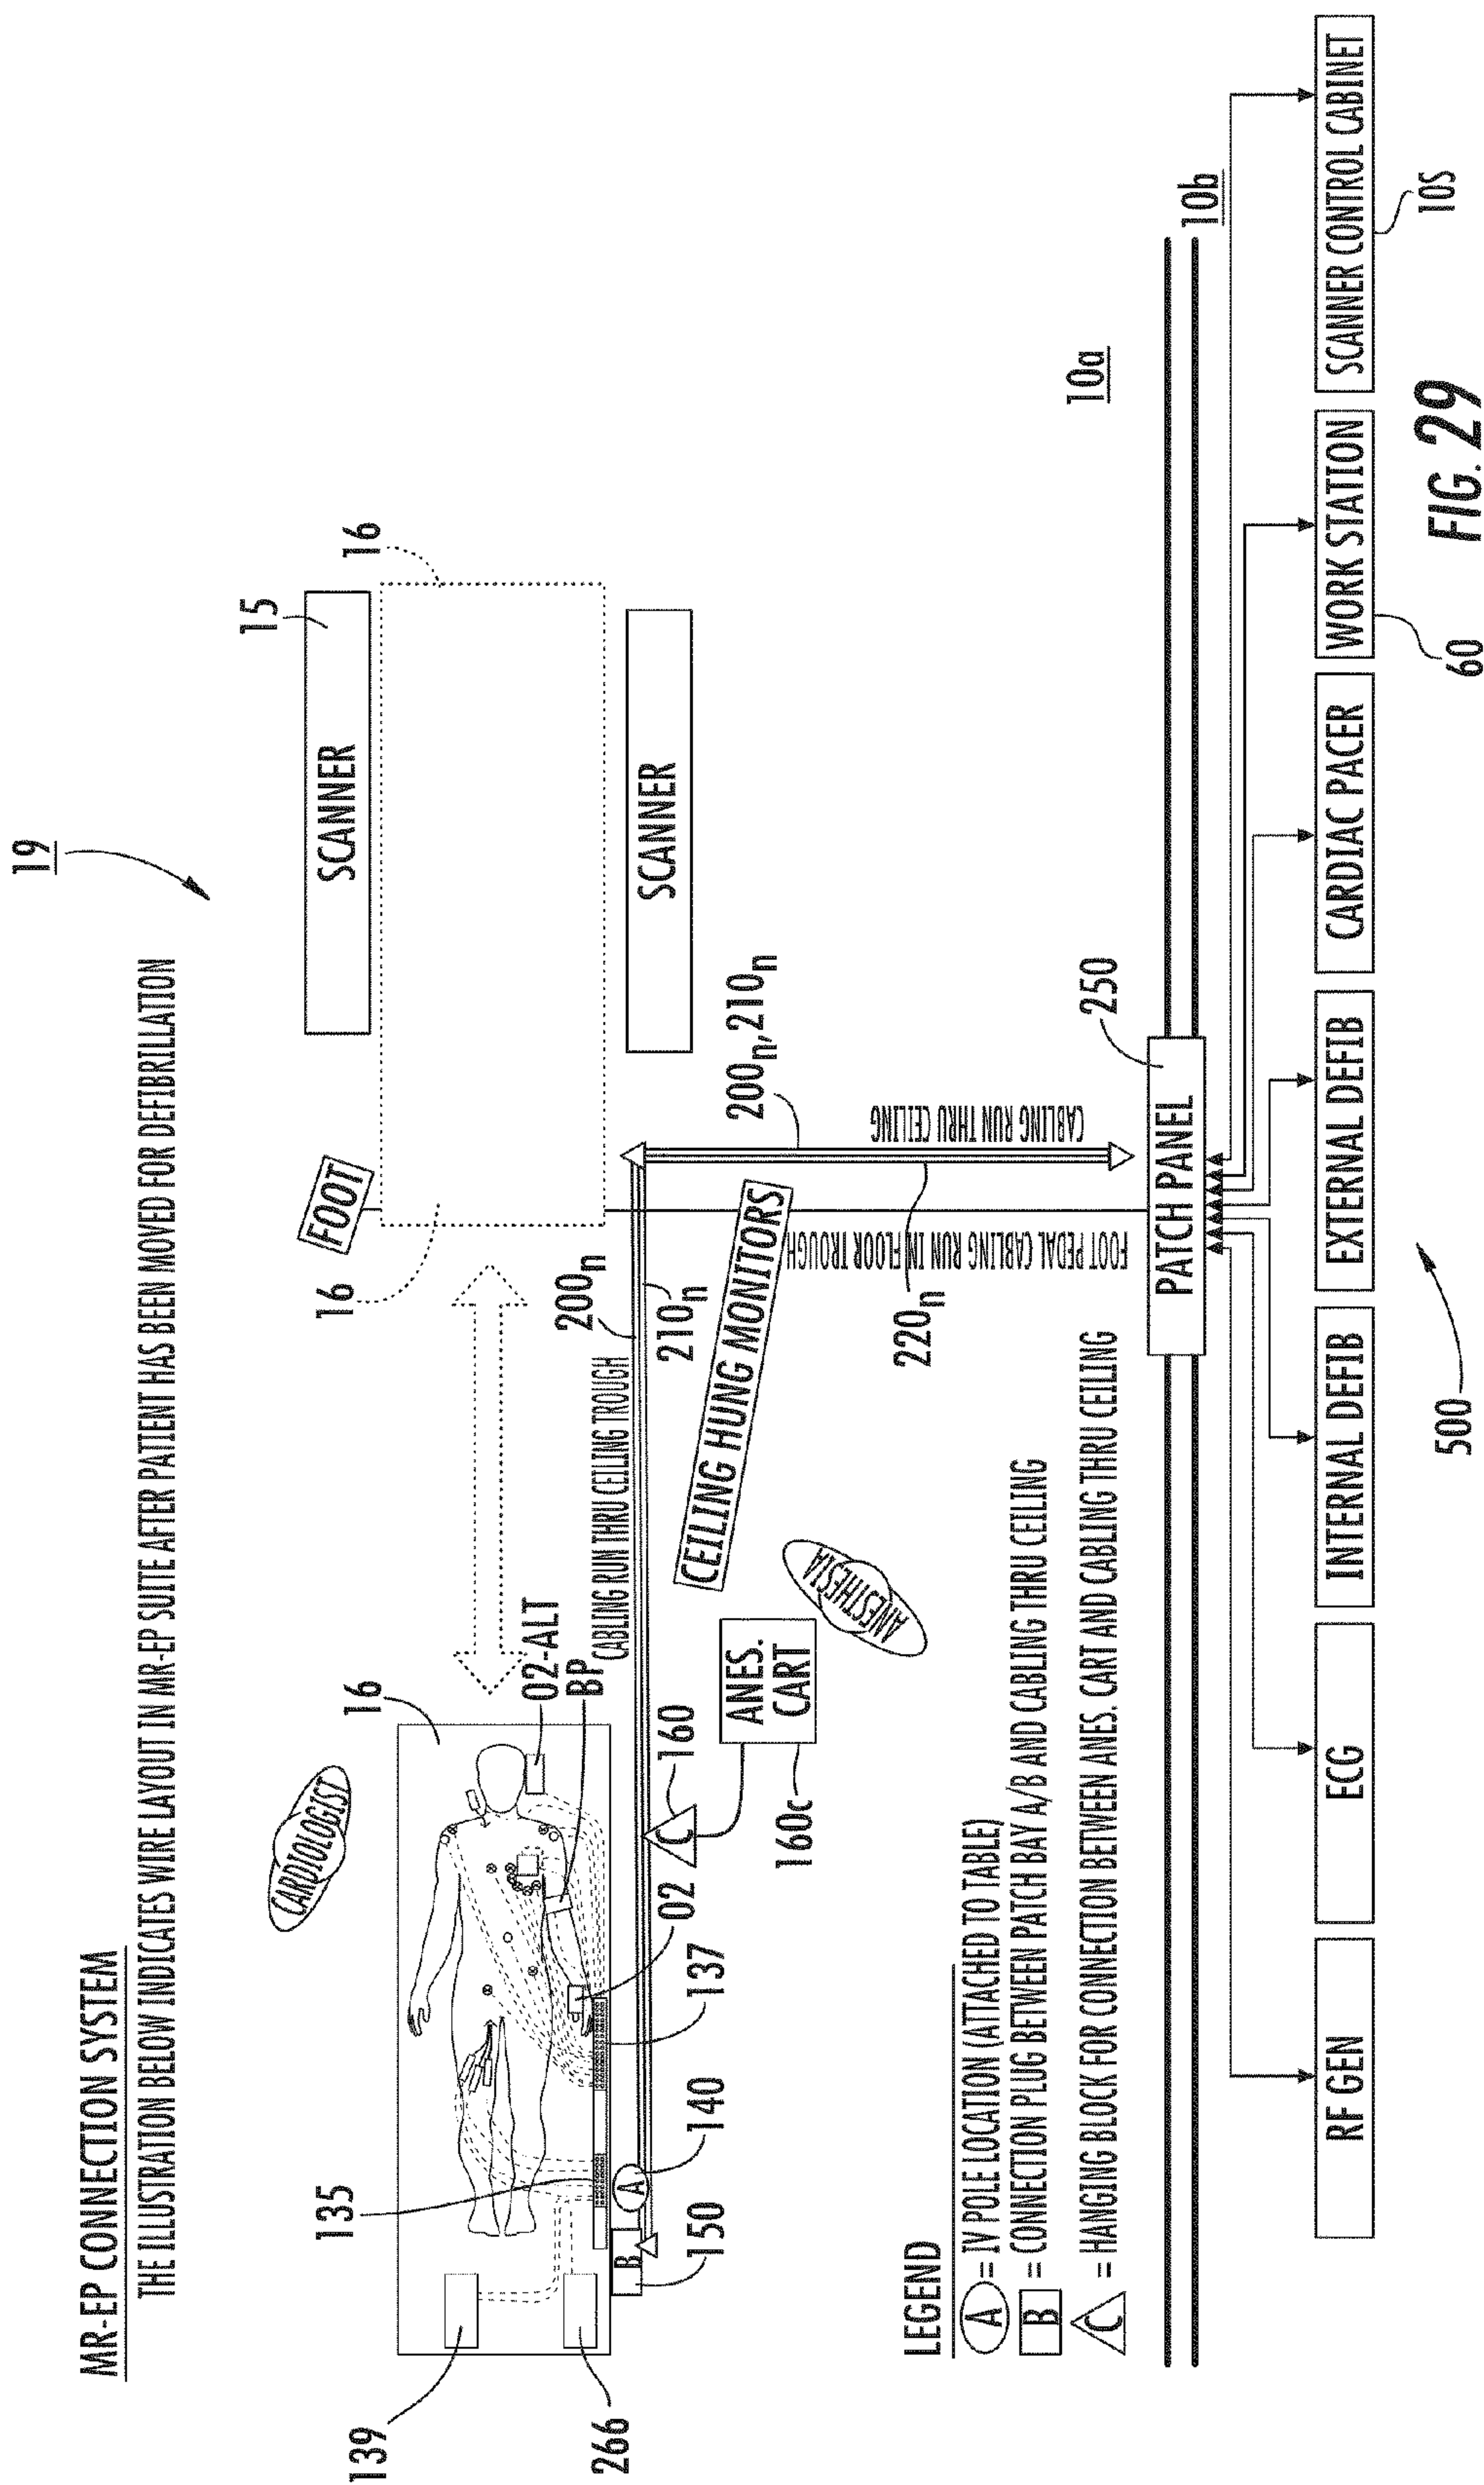 MR-EP CONNECTION SYSTEM
THE ILLUSTRATION BELOW INDICATES WIRE LAYOUT IN MR-EP SUITE AFTER PATIENT HAS BEEN MOVED FOR DEFIBRILLATION
19
CARDIOLOGIST
FOOT
15
SCANNER
16
16
16
139
266
135
02-ALT
BP
CABLING RUN THRU CEILING TROUGH
200n
210n
SCANNER
B
150
A
140
137
02
C
160
ANES.
CART
160c
ANESTHESIA
CEILING HUNG MONITORS
200n, 210n
CABLING RUN THRU CEILING
FOOT PEDAL CABLING RUN IN FLOOR TROUGH
220n
LEGEND
A = IV POLE LOCATION (ATTACHED TO TABLE)
B = CONNECTION PLUG BETWEEN PATCH BAY A/B AND CABLING THRU CEILING
C = HANGING BLOCK FOR CONNECTION BETWEEN ANES. CART AND CABLING THRU CEILING
250
10a
PATCH PANEL
10b
RF GEN
ECG
INTERNAL DEFIB
EXTERNAL DEFIB
CARDIAC PACER
WORK STATION
SCANNER CONTROL CABINET
500
60
10S
FIG. 29